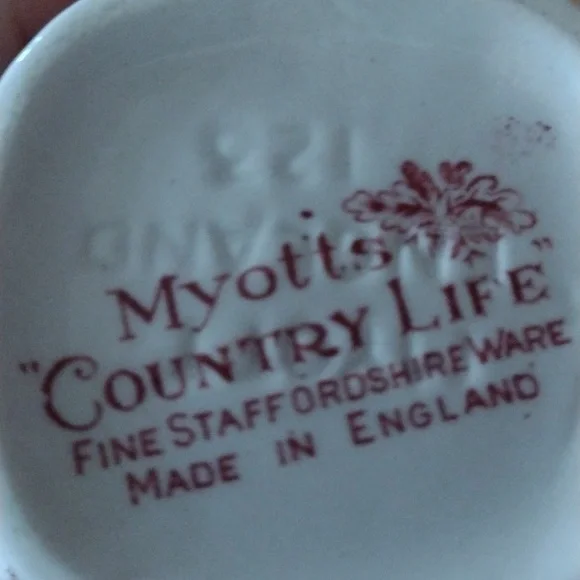 Myotts
"COUNTRY LIFE"
FINE STAFFORDSHIRE WARE
MADE IN ENGLAND